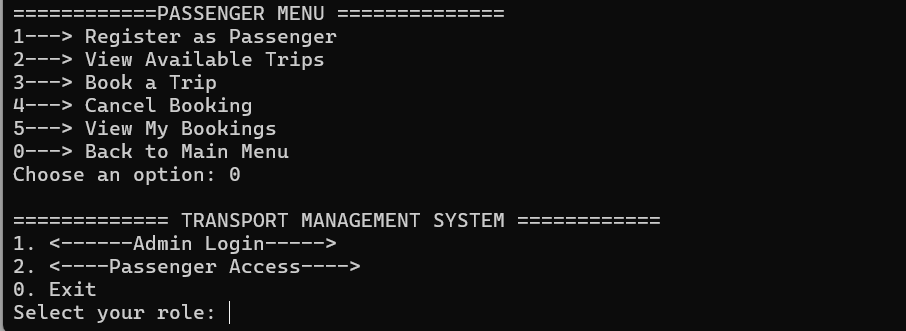 ============PASSENGER MENU ==============
1---> Register as Passenger
2---> View Available Trips
3---> Book a Trip
4---> Cancel Booking
5---> View My Bookings
0---> Back to Main Menu
Choose an option: 0
============= TRANSPORT MANAGEMENT SYSTEM ============
1. <------Admin Login----->
2. <----Passenger Access---->
0. Exit
Select your role: